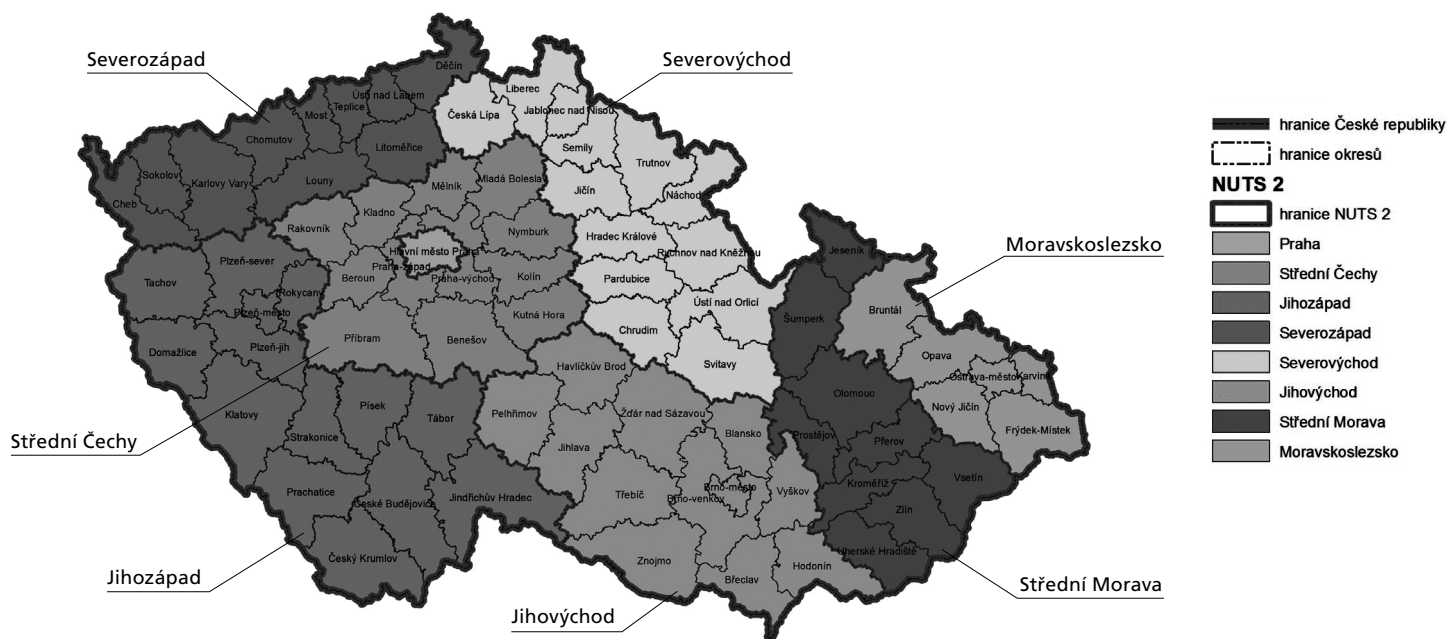 Severozápad
Severovýchod
Děčín
Liberec
Ústí nad Labem
Teplice
Most
Česká Lípa
Jablonec nad Nisou
Chomutov
Litoměřice
Semily
Trutnov
Sokolov
Karlovy Vary
Louny
Mělník
Mladá Boleslav
Jičín
Náchod
Cheb
Kladno
Rakovník
Nymburk
Hradec Králové
Hlavní město Praha
Rychnov nad Kněžnou
Moravskoslezsko
Jeseník
Plzeň-sever
Praha-západ
Beroun
Praha-východ
Kolín
Pardubice
Tachov
Rokycany
Ústí nad Orlicí
Plzeň-město
Kutná Hora
Šumperk
Bruntál
Chrudim
Příbram
Benešov
Domažlice
Plzeň-jih
Opava
Svitavy
Havlíčkův Brod
Ostrava-město
Karviná
Olomouc
Písek
Tábor
Pelhřimov
Žďár nad Sázavou
Nový Jičín
Klatovy
Frýdek-Místek
Střední Čechy
Strakonice
Blansko
Prostějov
Přerov
Jihlava
Vsetín
Kroměříž
Prachatice
České Budějovice
Jindřichův Hradec
Třebíč
Brno-město
Brno-venkov
Vyškov
Zlín
Uherské Hradiště
Český Krumlov
Znojmo
Hodonín
Břeclav
Jihozápad
Střední Morava
Jihovýchod
hranice České republiky
hranice okresů
NUTS 2
hranice NUTS 2
Praha
Střední Čechy
Jihozápad
Severozápad
Severovýchod
Jihovýchod
Střední Morava
Moravskoslezsko